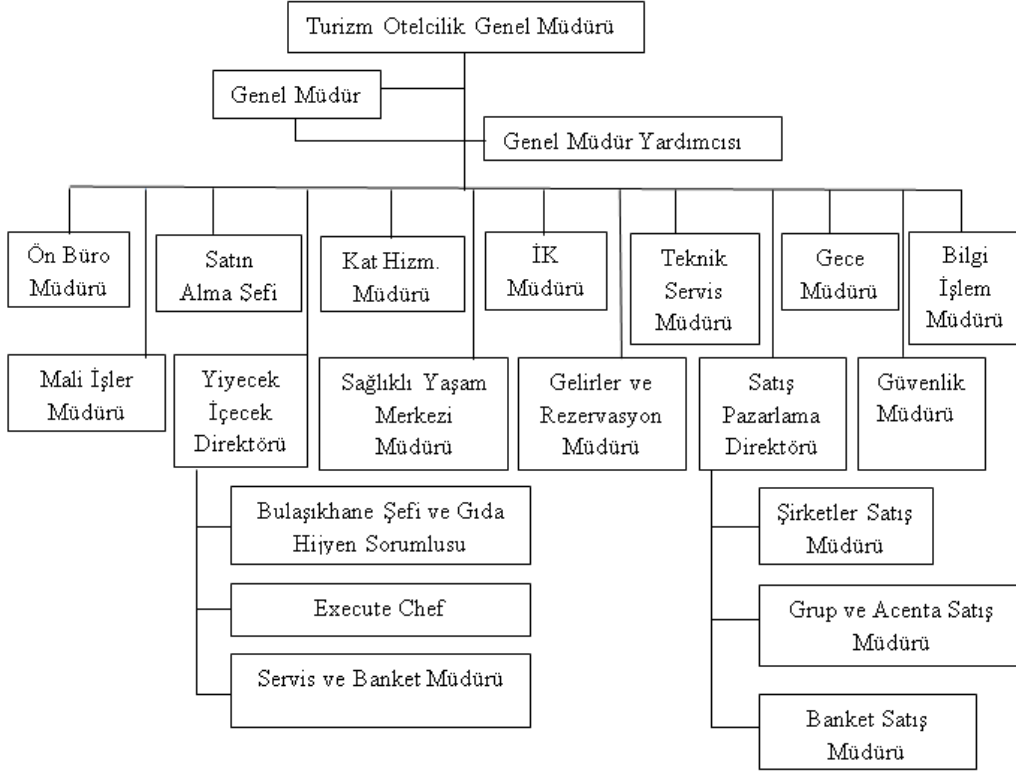 Turizm Otelcilik Genel Müdürü
Genel Müdür
Genel Müdür Yardımcısı
Ön Büro
Müdürü
Satın
Alma Şefi
Kat Hizm.
Müdürü
İK
Müdürü
Teknik
Servis
Müdürü
Gece
Müdürü
Bilgi
İşlem
Müdürü
Mali İşler
Müdürü
Yiyecek
İçecek
Direktörü
Sağlıklı Yaşam
Merkezi
Müdürü
Gelirler ve
Rezervasyon
Müdürü
Satış
Pazarlama
Direktörü
Güvenlik
Müdürü
Bulaşıkhane Şefi ve Gıda
Hijyen Sorumlusu
Execute Chef
Servis ve Banket Müdürü
Şirketler Satış
Müdürü
Grup ve Acenta Satış
Müdürü
Banket Satış
Müdürü